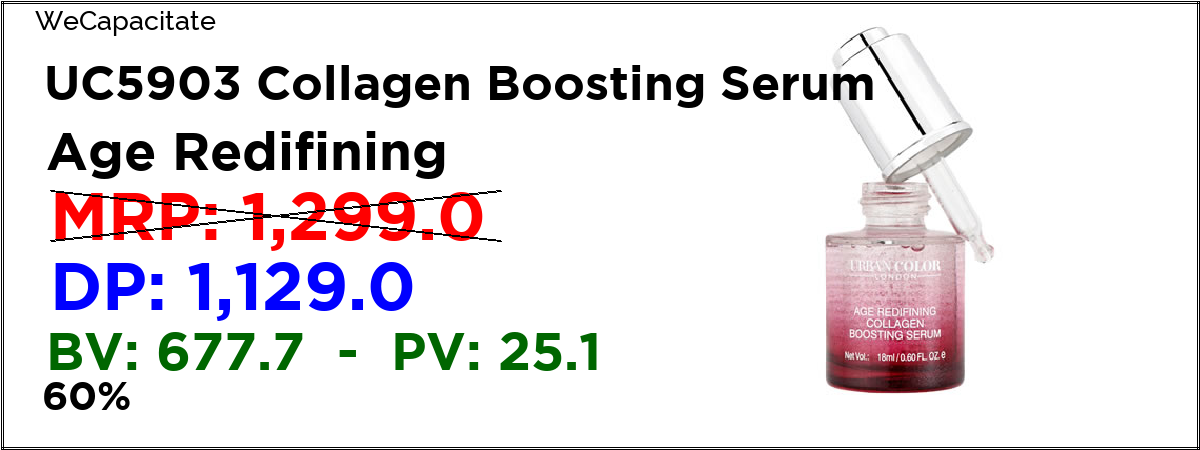 WeCapacitate
UC5903 Collagen Boosting Serum
Age Redifining
MRP: 1,299.0
DP: 1,129.0
BV: 677.7 - PV: 25.1
60%
URBAN COLOR
LONDON
AGE REDIFINING
COLLAGEN
BOOSTING SERUM
Net Vol.: 18ml / 0.60 FL. OZ. e